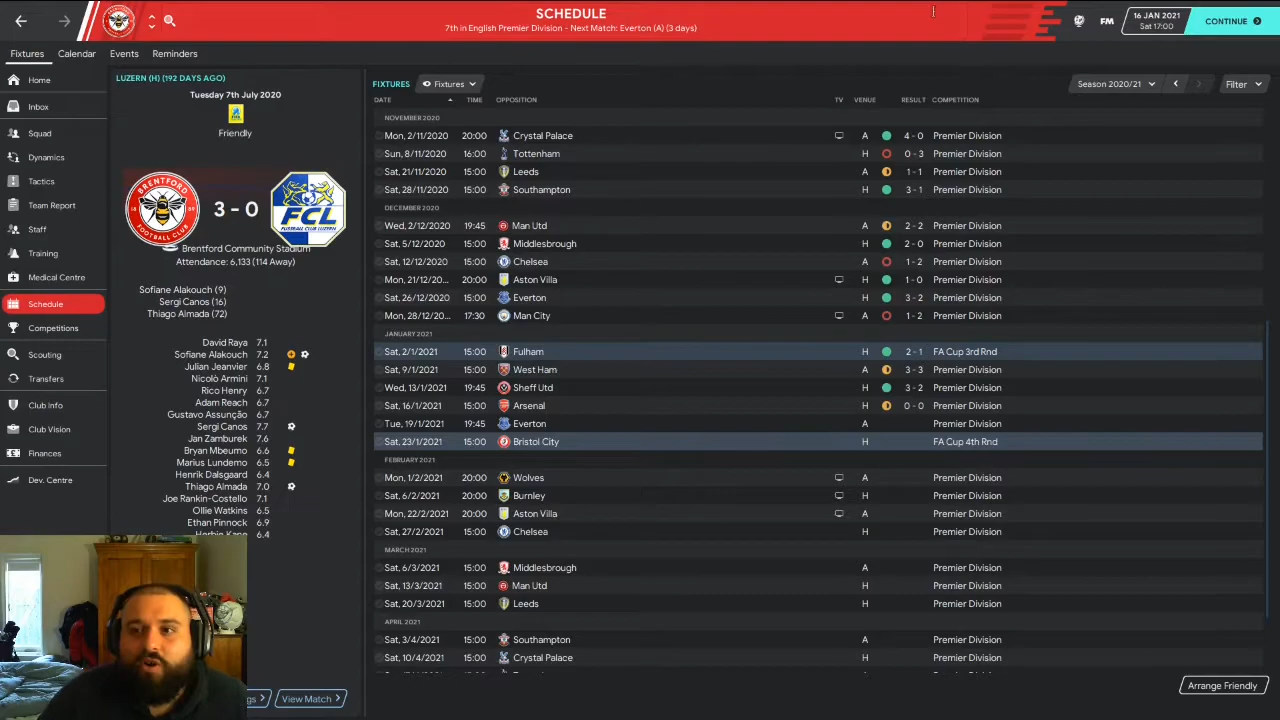 SCHEDULE
7th in English Premier Division - Next Match: Everton (A) (3 days)
FM
16 JAN 2021
Sat 17:00
CONTINUE
Fixtures
Calendar
Events
Reminders
Home
Inbox
Squad
Dynamics
Tactics
Team Report
Staff
Training
Medical Centre
Schedule
Competitions
Scouting
Transfers
Club Info
Club Vision
Finances
Dev. Centre
LUZERN (H) (192 DAYS AGO)
Tuesday 7th July 2020
Friendly
BRENTFORD
FOOTBALL CLUB
3 - 0
FCL
FUSSBALL CLUB LUZERN
Brentford Community Stadium
Attendance: 6,133 (114 Away)
Sofiane Alakouch (9)
Sergi Canos (16)
Thiago Almada (72)
David Raya 7.1
Sofiane Alakouch 7.2
Julian Jeanvier 6.8
Nicolò Armini 7.1
Rico Henry 6.7
Adam Reach 6.7
Gustavo Assunção 6.7
Sergi Canos 7.7
Jan Zamburek 7.6
Bryan Mbeumo 6.6
Marius Lundemo 6.5
Henrik Dalsgaard 6.4
Thiago Almada 7.0
Joe Rankin-Costello 7.1
Ollie Watkins 6.5
Ethan Pinnock 6.9
6.4
View Match
FIXTURES Fixtures Season 2020/21 Filter
DATE TIME OPPOSITION TV VENUE RESULT COMPETITION
NOVEMBER 2020
Mon, 2/11/2020 20:00 Crystal Palace A 4 - 0 Premier Division
Sun, 8/11/2020 16:00 Tottenham H 0 - 3 Premier Division
Sat, 21/11/2020 15:00 Leeds A 1 - 1 Premier Division
Sat, 28/11/2020 15:00 Southampton H 3 - 1 Premier Division
DECEMBER 2020
Wed, 2/12/2020 19:45 Man Utd A 2 - 2 Premier Division
Sat, 5/12/2020 15:00 Middlesbrough H 2 - 0 Premier Division
Sat, 12/12/2020 15:00 Chelsea A 1 - 2 Premier Division
Mon, 21/12/20... 20:00 Aston Villa H 1 - 0 Premier Division
Sat, 26/12/2020 15:00 Everton H 3 - 2 Premier Division
Mon, 28/12/20... 17:30 Man City A 1 - 2 Premier Division
JANUARY 2021
Sat, 2/1/2021 15:00 Fulham H 2 - 1 FA Cup 3rd Rnd
Sat, 9/1/2021 15:00 West Ham A 3 - 3 Premier Division
Wed, 13/1/2021 19:45 Sheff Utd H 3 - 2 Premier Division
Sat, 16/1/2021 15:00 Arsenal H 0 - 0 Premier Division
Tue, 19/1/2021 19:45 Everton A Premier Division
Sat, 23/1/2021 15:00 Bristol City H FA Cup 4th Rnd
FEBRUARY 2021
Mon, 1/2/2021 20:00 Wolves A Premier Division
Sat, 6/2/2021 20:00 Burnley H Premier Division
Mon, 22/2/2021 20:00 Aston Villa A Premier Division
Sat, 27/2/2021 15:00 Chelsea H Premier Division
MARCH 2021
Sat, 6/3/2021 15:00 Middlesbrough A Premier Division
Sat, 13/3/2021 15:00 Man Utd H Premier Division
Sat, 20/3/2021 15:00 Leeds H Premier Division
APRIL 2021
Sat, 3/4/2021 15:00 Southampton A Premier Division
Sat, 10/4/2021 15:00 Crystal Palace H Premier Division
Arrange Friendly